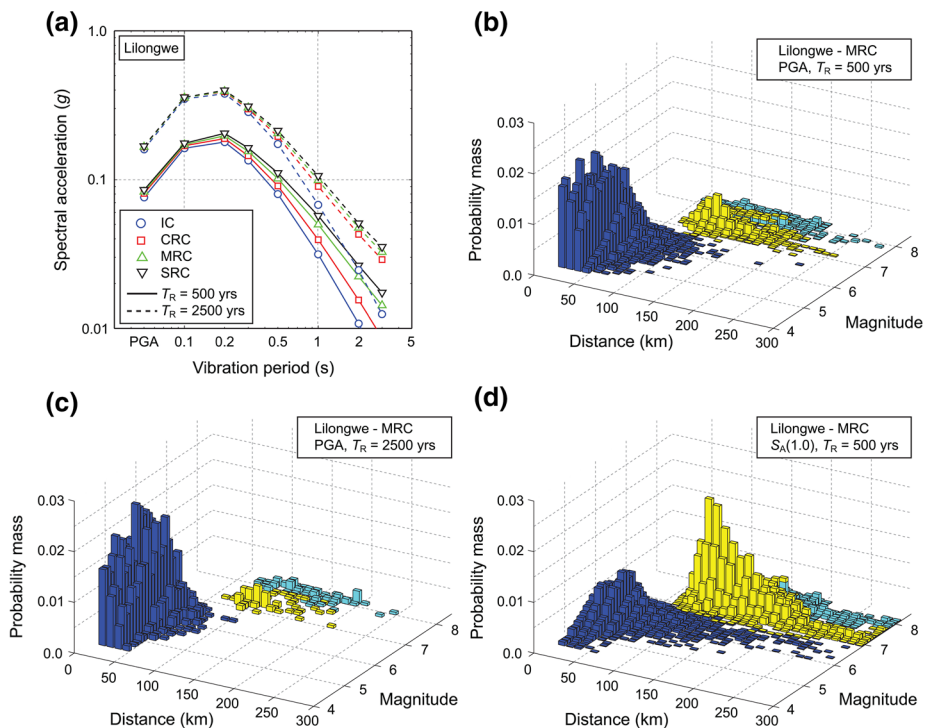 (a)
1.0
0.1
0.01
Spectral acceleration (g)
Lilongwe
IC
CRC
MRC
SRC
TR = 500 yrs
TR = 2500 yrs
PGA 0.1 0.2 0.5 1 2 5
Vibration period (s)
(b)
Lilongwe - MRC
PGA, TR = 500 yrs
Probability mass
0.03
0.02
0.01
0.0
0 50 100 150 200 250 300
Distance (km)
4 5 6 7 8
Magnitude
(c)
Lilongwe - MRC
PGA, TR = 2500 yrs
Probability mass
0.03
0.02
0.01
0.0
0 50 100 150 200 250 300
Distance (km)
4 5 6 7 8
Magnitude
(d)
Lilongwe - MRC
SA(1.0), TR = 500 yrs
Probability mass
0.03
0.02
0.01
0.0
0 50 100 150 200 250 300
Distance (km)
4 5 6 7 8
Magnitude